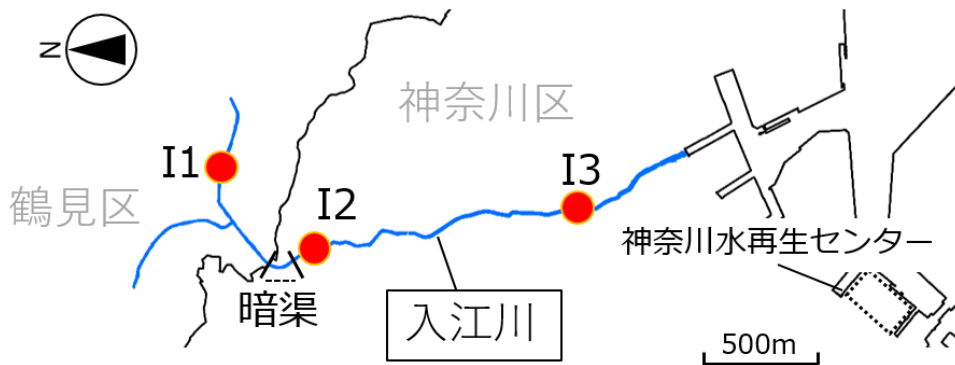 N
神奈川区
I1
鶴見区
I2
I3
神奈川水再生センター
暗渠
入江川
500m